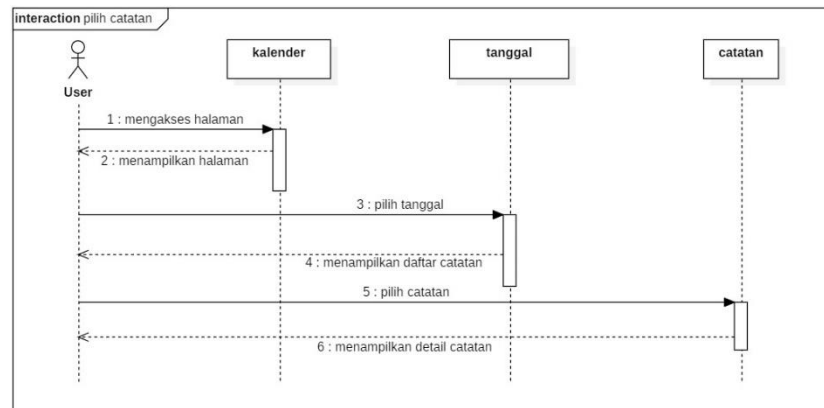 interaction pilih catatan
kalender
tanggal
catatan
User
1 : mengakses halaman
2 : menampilkan halaman
3 : pilih tanggal
4 : menampilkan daftar catatan
5 : pilih catatan
6 : menampilkan detail catatan